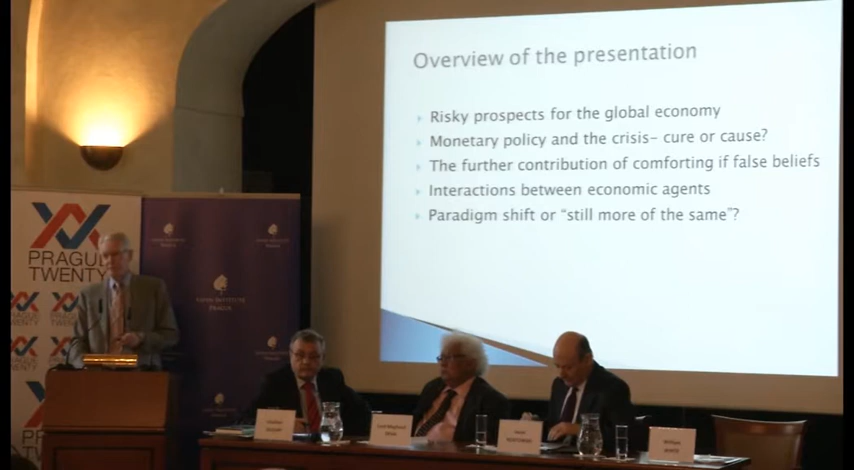 Overview of the presentation
Risky prospects for the global economy
Monetary policy and the crisis– cure or cause?
The further contribution of comforting if false beliefs
Interactions between economic agents
Paradigm shift or “still more of the same”?
PRAGUE
TWENTY
PRAGUE